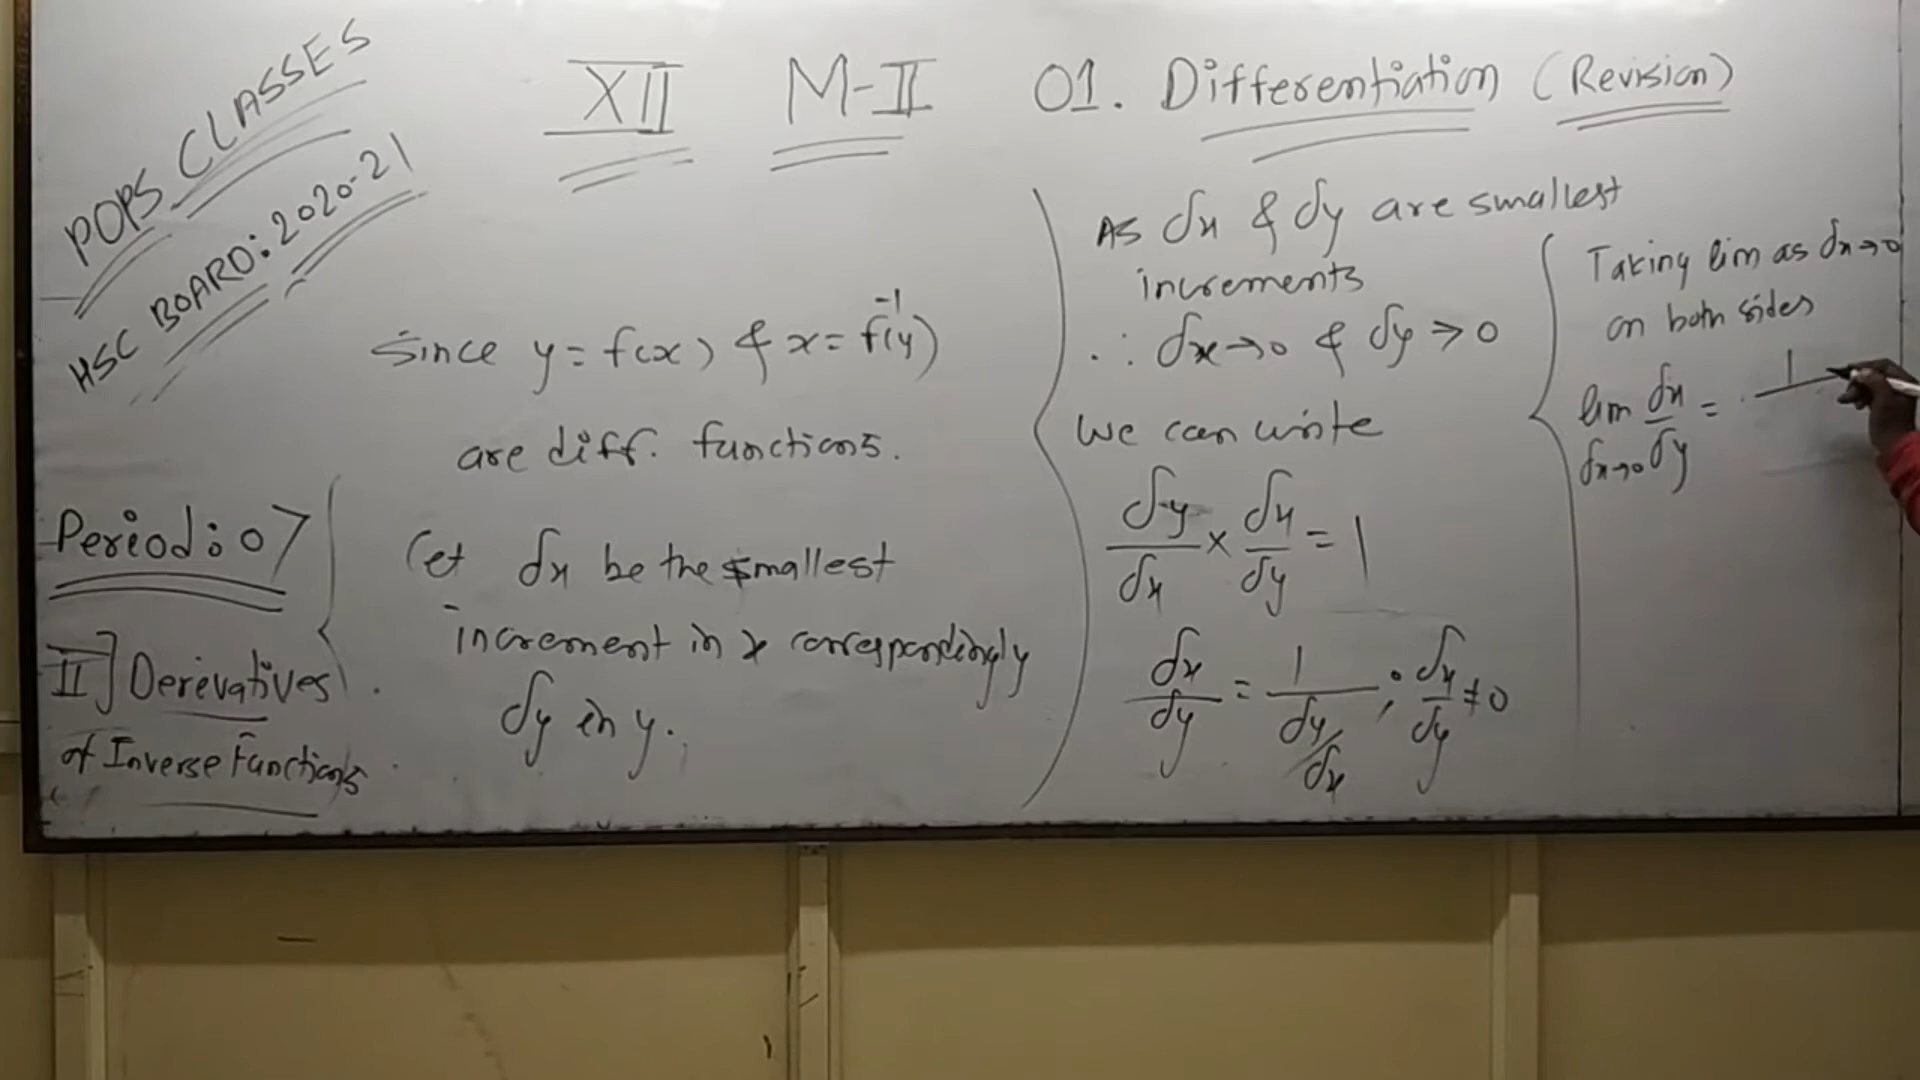 POPS CLASSES
HSC BOARD: 2020-21
XII M-II 01. Differentiation (Revision)
Period: 07
II] Derevatives
of Inverse Functions
Since y = f(x) & x = f⁻¹(y)
are diff. functions.
Let δx be the smallest
increment in x correspondingly
δy in y.
As δx & δy are smallest
increments
∴ δx→0 & δy→0
We can write
δy/δx × δx/δy = 1
δx/δy = 1/(δy/δx) ; δx/δy ≠ 0
Taking lim as δx→0
on both sides
lim δx→0 δx/δy = 1